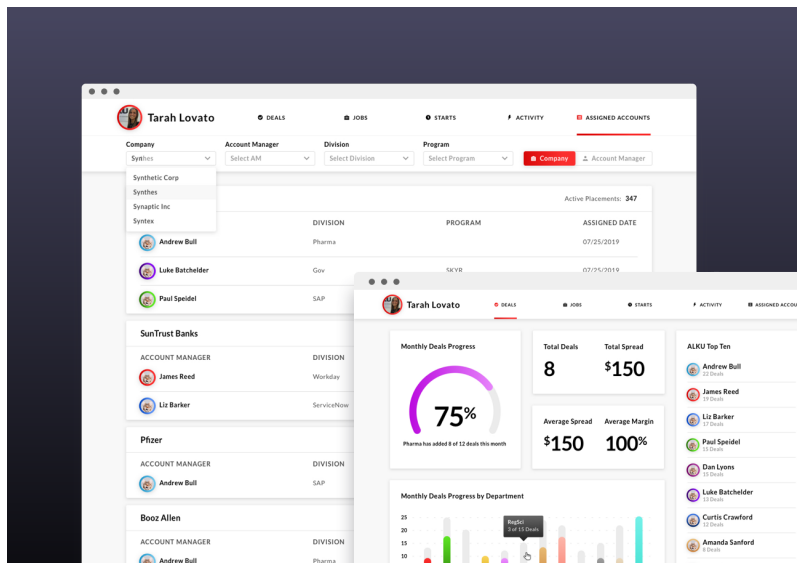 Tarah Lovato
DEALS
JOBS
STARTS
ACTIVITY
ASSIGNED ACCOUNTS
Company
Account Manager
Division
Program
Synthes
Select AM
Select Division
Select Program
Company
Account Manager
Synthetic Corp
Synthes
Synaptic Inc
Syntex
Active Placements: 347
DIVISION
PROGRAM
ASSIGNED DATE
Andrew Bull
Pharma
07/25/2019
Luke Batchelder
Gov
SKYR
07/25/2019
Paul Speidel
SAP
SunTrust Banks
ACCOUNT MANAGER
DIVISION
James Reed
Workday
Liz Barker
ServiceNow
Pfizer
ACCOUNT MANAGER
DIVISION
Andrew Bull
SAP
Booz Allen
ACCOUNT MANAGER
DIVISION
Andrew Bull
Pharma
Tarah Lovato
DEALS
JOBS
STARTS
ACTIVITY
ASSIGNED ACCOU
Monthly Deals Progress
75%
Pharma has added 8 of 12 deals this month
Total Deals
Total Spread
8
$150
Average Spread
Average Margin
$150
100%
ALKU Top Ten
Andrew Bull
22 Deals
James Reed
19 Deals
Liz Barker
17 Deals
Paul Speidel
15 Deals
Dan Lyons
15 Deals
Luke Batchelder
13 Deals
Curtis Crawford
12 Deals
Amanda Sanford
8 Deals
Monthly Deals Progress by Department
25
20
15
10
RegSci
3 of 15 Deals